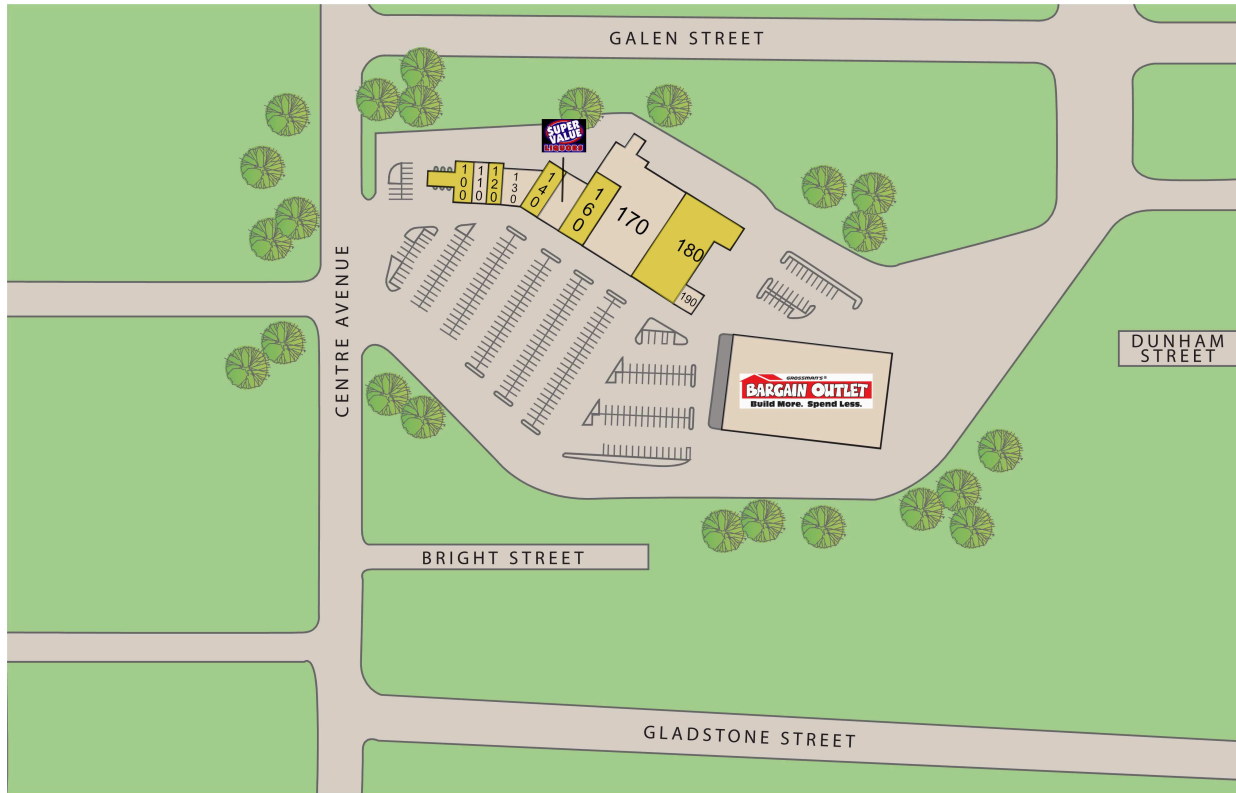 GALEN STREET
SUPER
VALUE
LIQUORS
100
110
120
130
140
160
170
180
190
CENTRE AVENUE
DUNHAM
STREET
GROSSMAN'S®
BARGAIN OUTLET
Build More. Spend Less.
BRIGHT STREET
GLADSTONE STREET